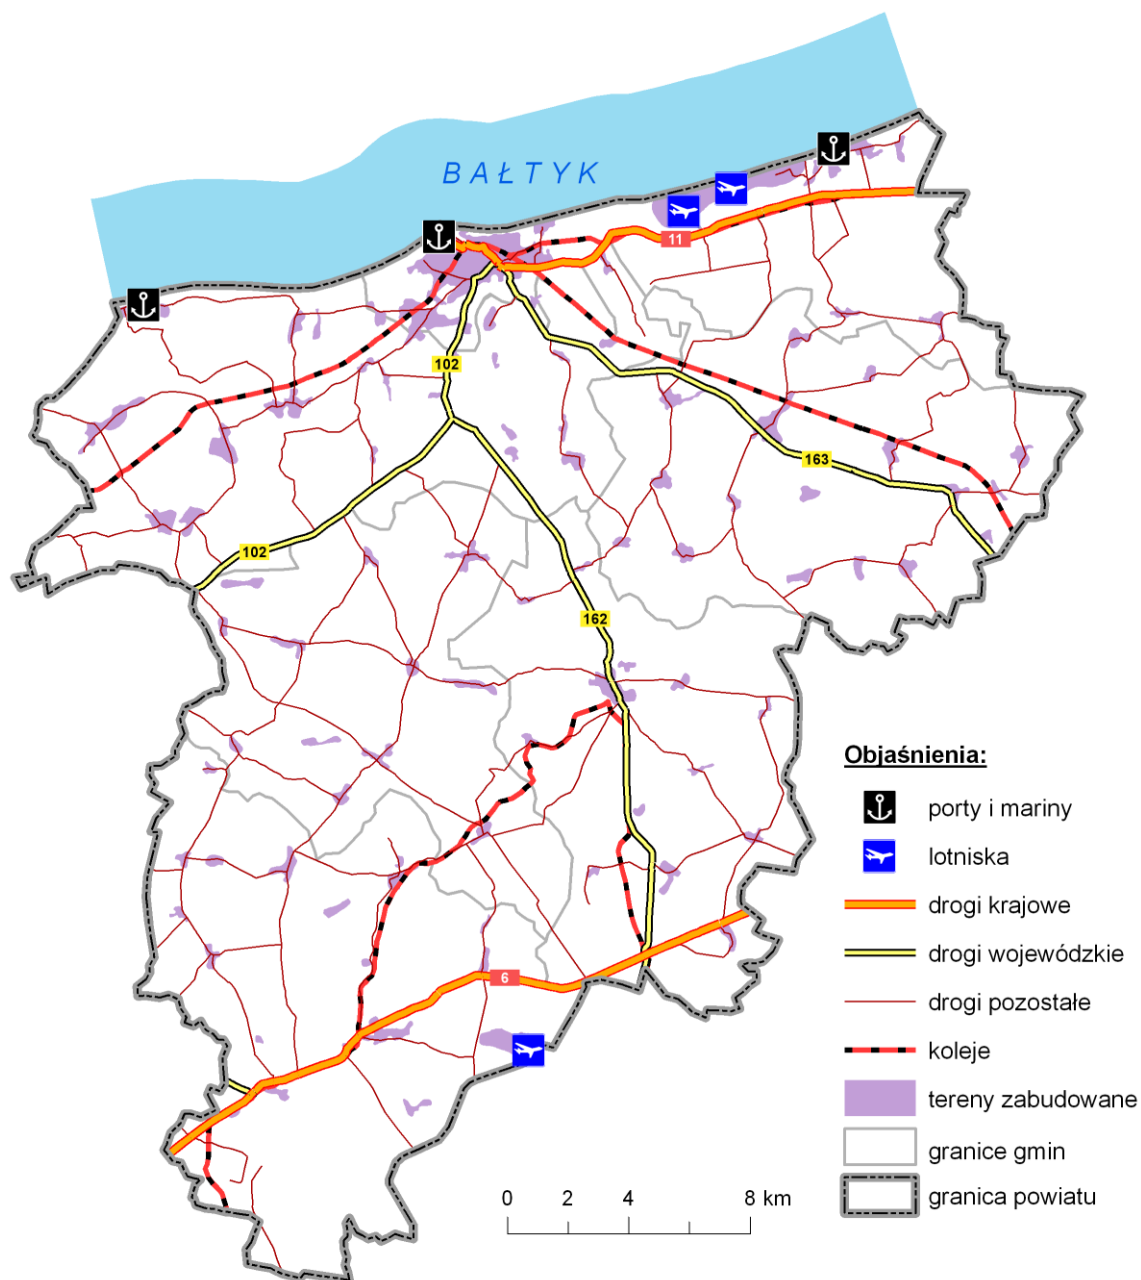 BAŁTYK
11
102
163
102
162
6
Objaśnienia:
porty i mariny
lotniska
drogi krajowe
drogi wojewódzkie
drogi pozostałe
koleje
tereny zabudowane
granice gmin
granica powiatu
0 2 4 8 km